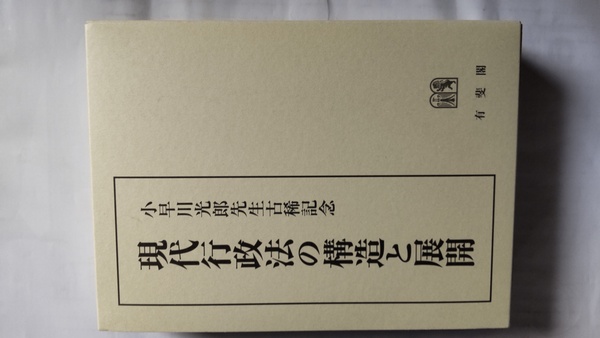 小早川光郎先生古稀記念
現代行政法の構造と展開
有斐閣